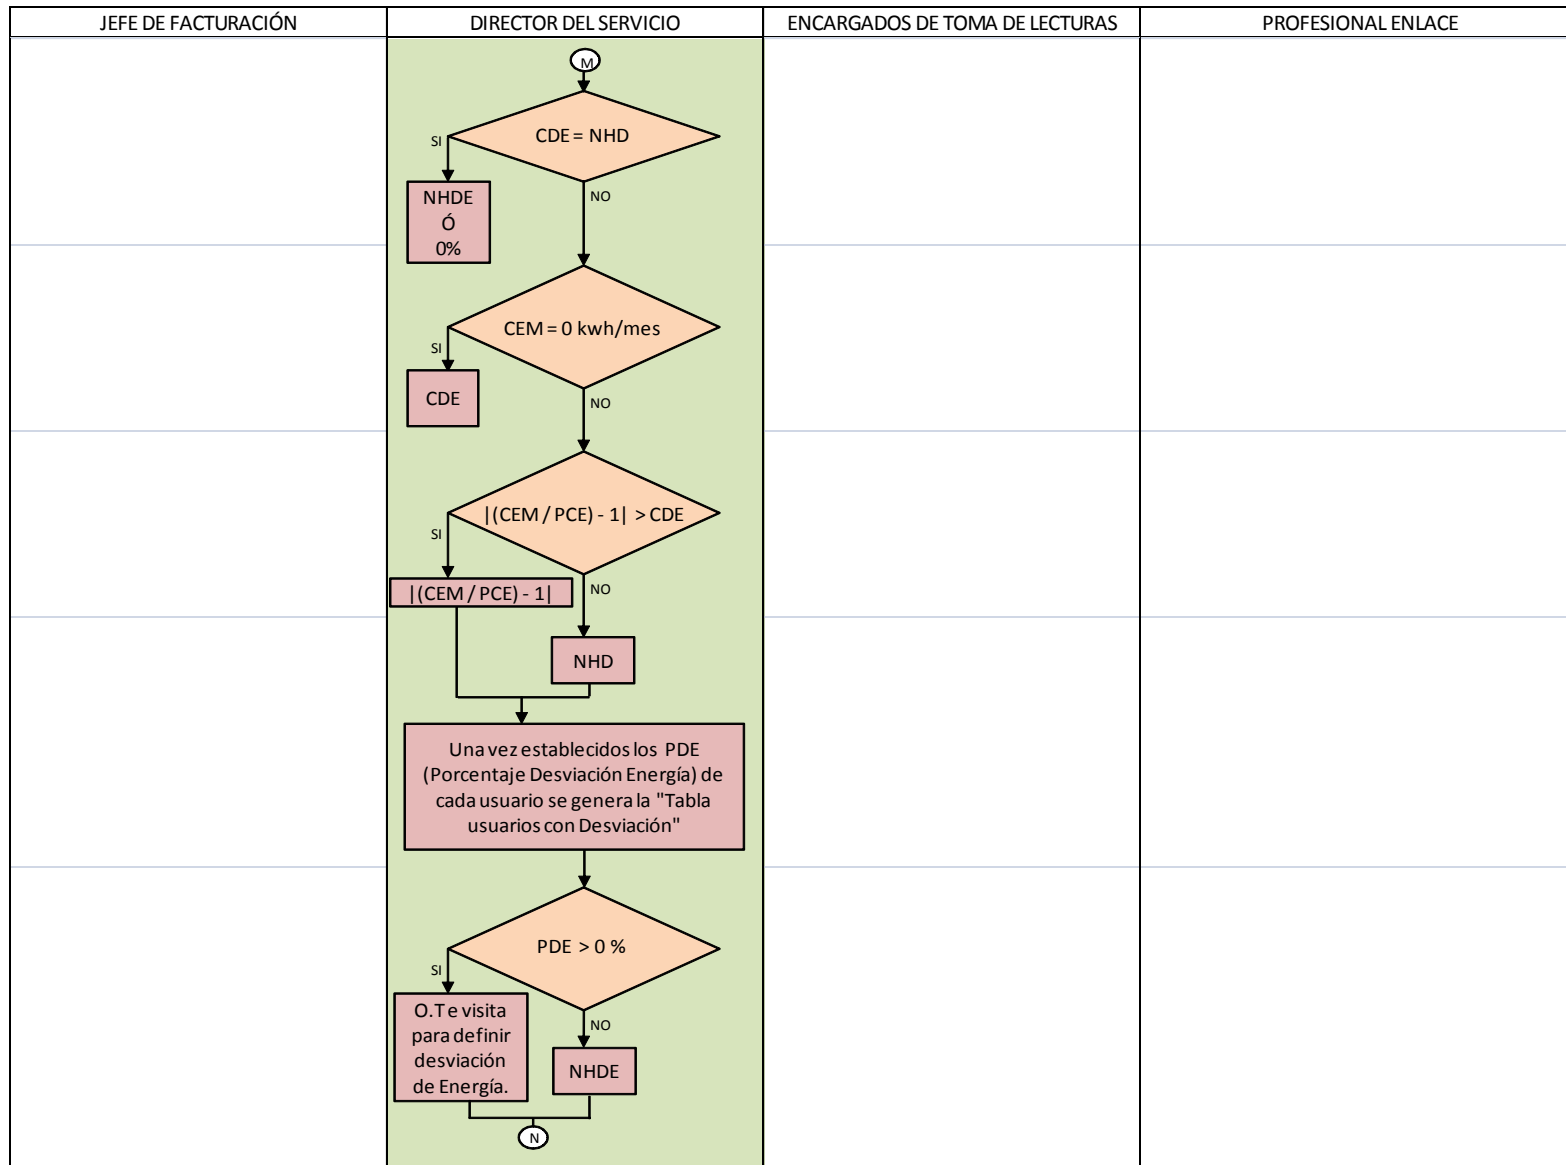 JEFE DE FACTURACIÓN
DIRECTOR DEL SERVICIO
ENCARGADOS DE TOMA DE LECTURAS
PROFESIONAL ENLACE
M
CDE = NHD
SI
NO
NHDE
Ó
0%
CEM = 0 kwh/mes
SI
CDE
NO
|(CEM / PCE) - 1| > CDE
SI
|(CEM / PCE) - 1|
NO
NHD
Una vez establecidos los PDE
(Porcentaje Desviación Energía) de
cada usuario se genera la "Tabla
usuarios con Desviación"
PDE > 0 %
SI
O.T e visita
para definir
desviación
de Energía.
NO
NHDE
N